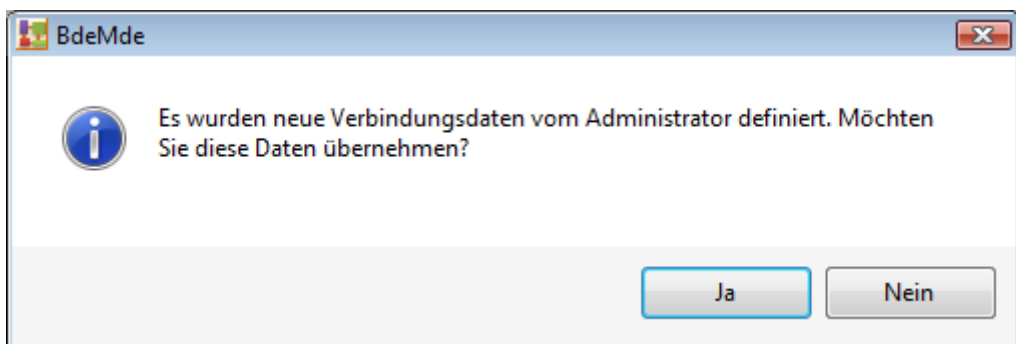 BdeMde
Es wurden neue Verbindungsdaten vom Administrator definiert. Möchten
Sie diese Daten übernehmen?
Ja
Nein